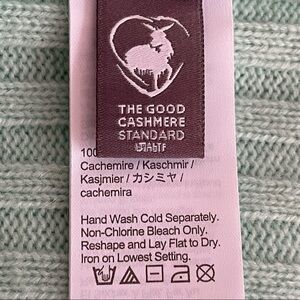 THE GOOD
CASHMERE
STANDARD
Cachemire / Kaschmir /
Kasjmier / カシミヤ /
cachemira
Hand Wash Cold Separately.
Non-Chlorine Bleach Only.
Reshape and Lay Flat to Dry.
Iron on Lowest Setting.